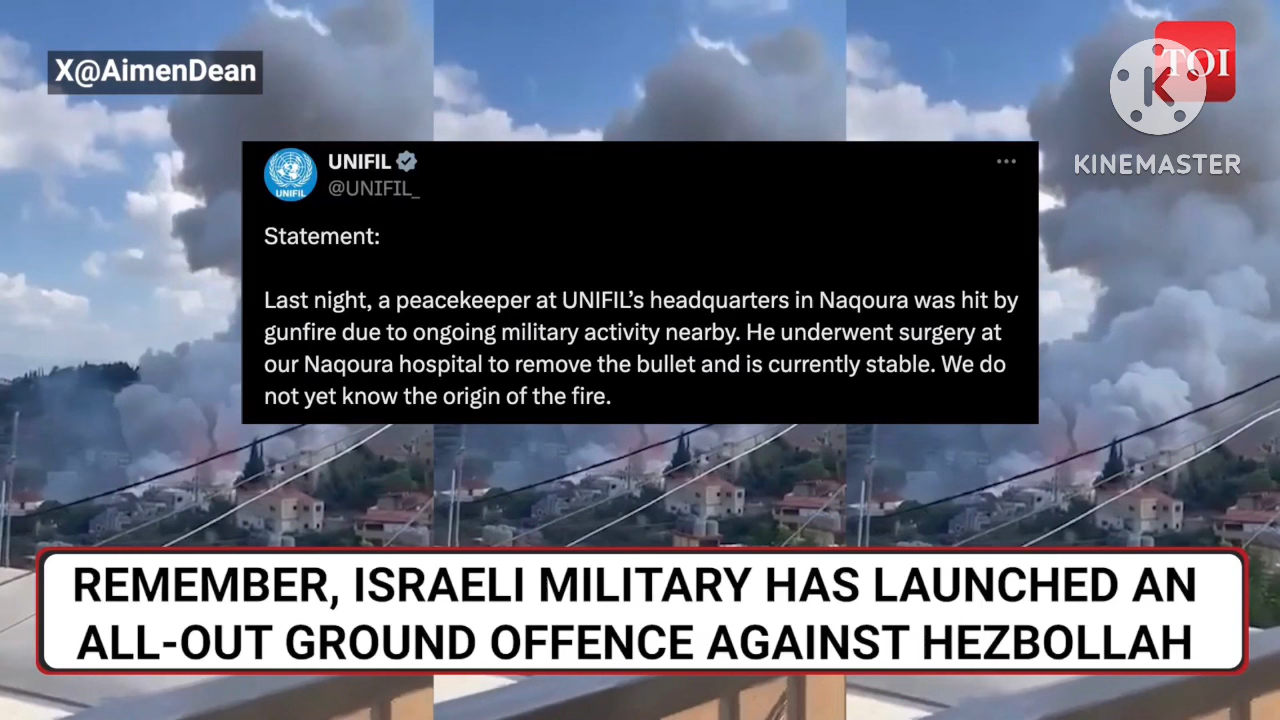 X@AimenDean
TOI
K
KINEMASTER
UNIFIL
@UNIFIL_
UNIFIL
Statement:
Last night, a peacekeeper at UNIFIL's headquarters in Naqoura was hit by
gunfire due to ongoing military activity nearby. He underwent surgery at
our Naqoura hospital to remove the bullet and is currently stable. We do
not yet know the origin of the fire.
REMEMBER, ISRAELI MILITARY HAS LAUNCHED AN
ALL-OUT GROUND OFFENCE AGAINST HEZBOLLAH